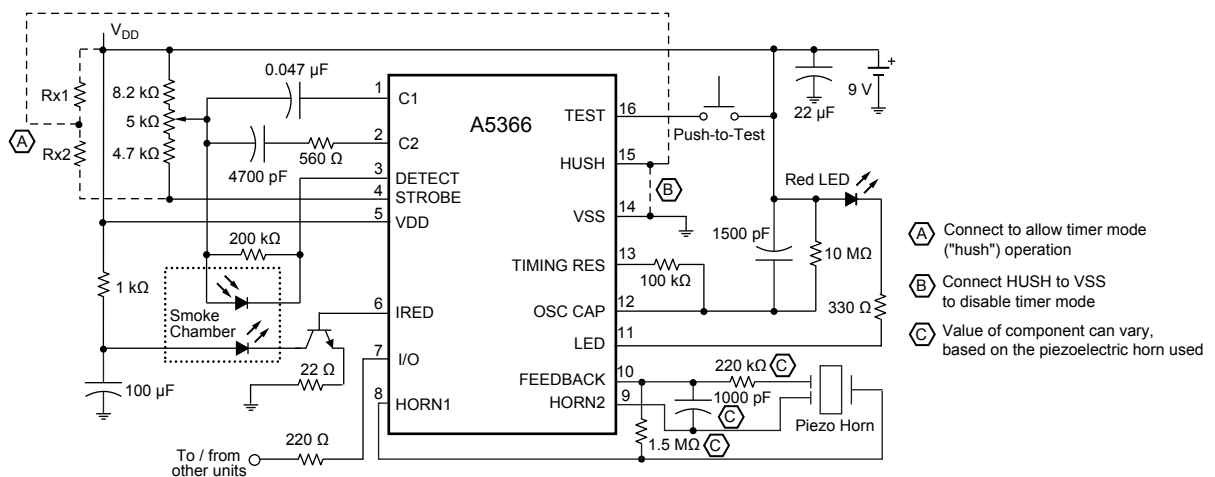 V_DD
0.047 µF
Rx1
8.2 kΩ
5 kΩ
Rx2
4.7 kΩ
A
4700 pF
560 Ω
1 C1
2 C2
3 DETECT
4 STROBE
5 VDD
6 IRED
7 I/O
8 HORN1
A5366
TEST 16
HUSH 15
VSS 14
TIMING RES 13
OSC CAP 12
LED 11
FEEDBACK 10
HORN2 9
200 kΩ
1 kΩ
Smoke
Chamber
22 Ω
100 µF
220 Ω
To / from
other units
Push-to-Test
22 µF
9 V
+
B
Red LED
1500 pF
10 MΩ
100 kΩ
330 Ω
220 kΩ C
1000 pF
C
1.5 MΩ C
Piezo Horn
A Connect to allow timer mode
("hush") operation
B Connect HUSH to VSS
to disable timer mode
C Value of component can vary,
based on the piezoelectric horn used